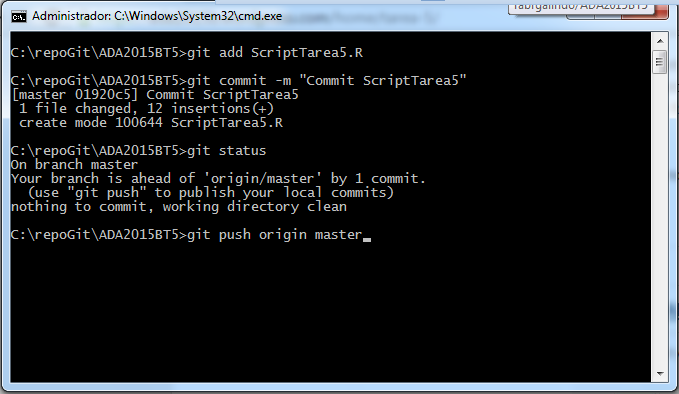 Administrador: C:\Windows\System32\cmd.exe
C:\repoGit\ADA2015BT5>git add ScriptTarea5.R
C:\repoGit\ADA2015BT5>git commit -m "Commit ScriptTarea5"
[master 01920c5] Commit ScriptTarea5
1 file changed, 12 insertions(+)
create mode 100644 ScriptTarea5.R
C:\repoGit\ADA2015BT5>git status
On branch master
Your branch is ahead of 'origin/master' by 1 commit.
(use "git push" to publish your local commits)
nothing to commit, working directory clean
C:\repoGit\ADA2015BT5>git push origin master